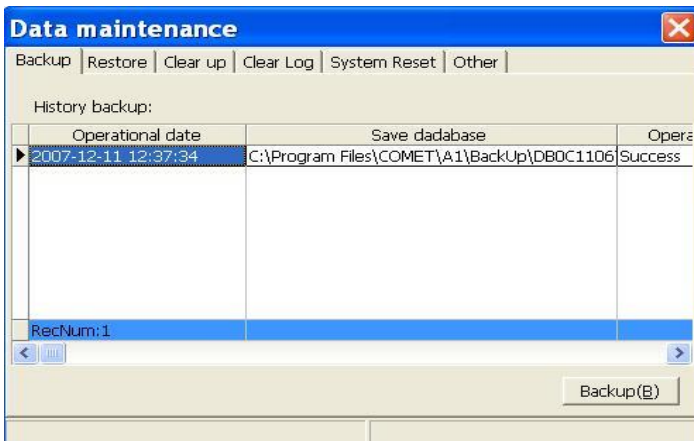 Data maintenance
Backup Restore Clear up Clear Log System Reset Other
History backup:
Operational date Save dadabase Opera
2007-12-11 12:37:34 C:\Program Files\COMET\A1\BackUp\DB0C1106 Success
RecNum:1
Backup(B)